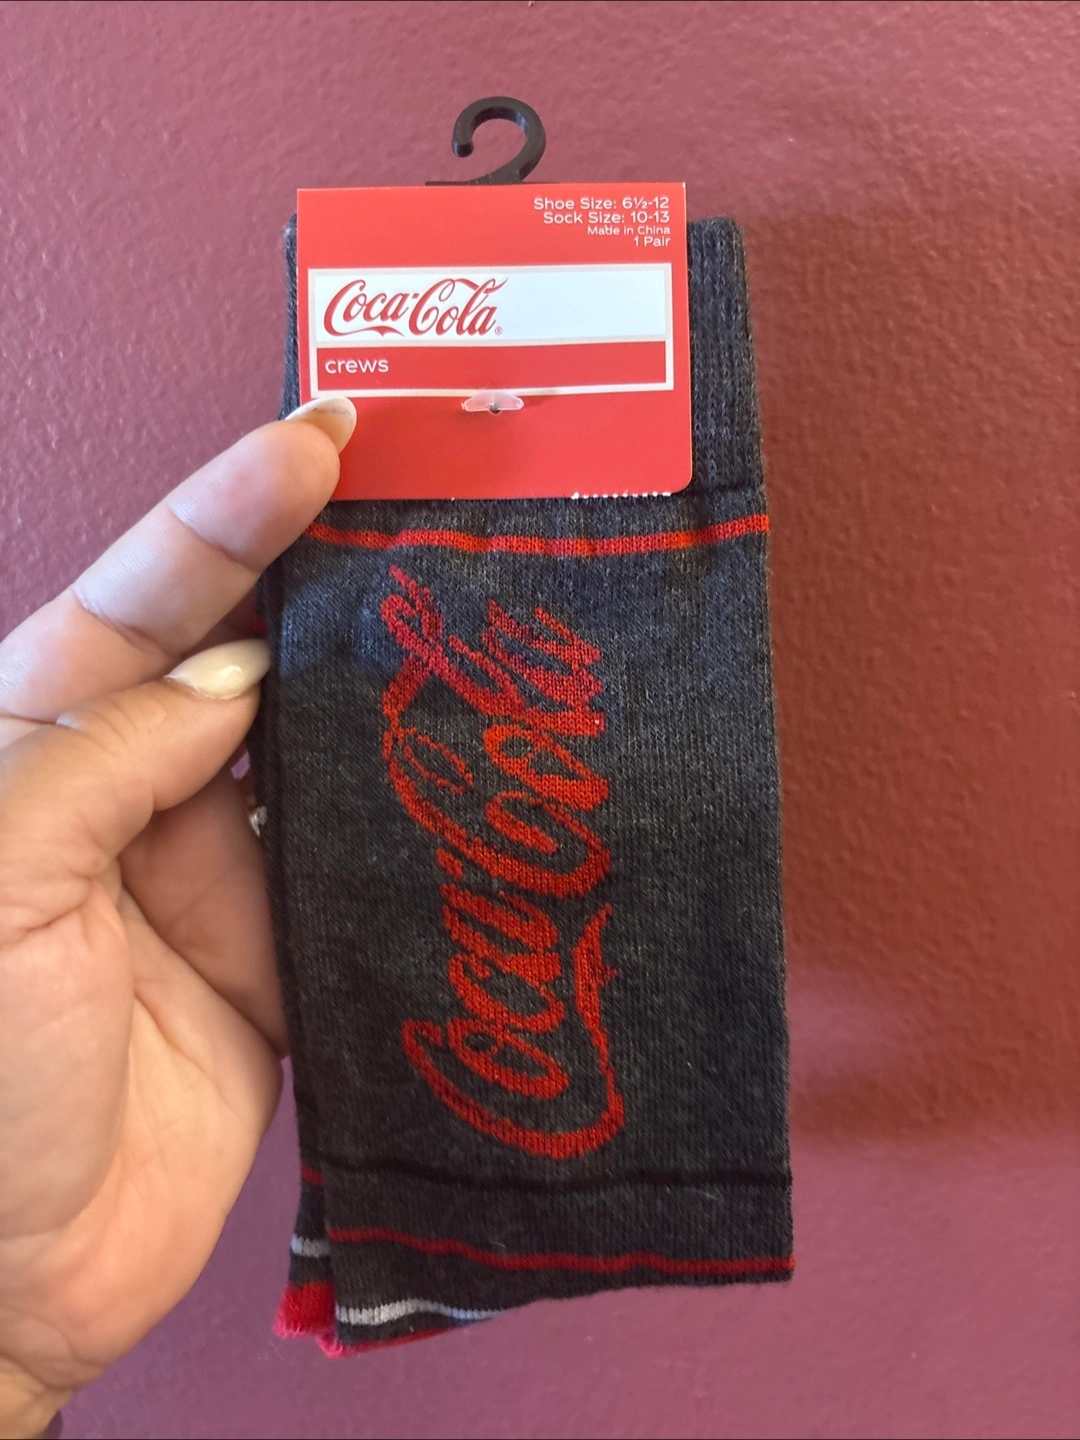 Shoe Size: 6½-12
Sock Size: 10-13
Made in China
1 Pair
Coca-Cola®
crews
Coca-Cola